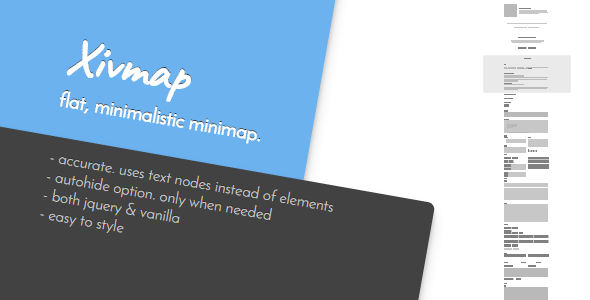 Xivmap
flat, minimalistic minimap.
- accurate. uses text nodes instead of elements
- autohide option. only when needed
- both jquery & vanilla
- easy to style